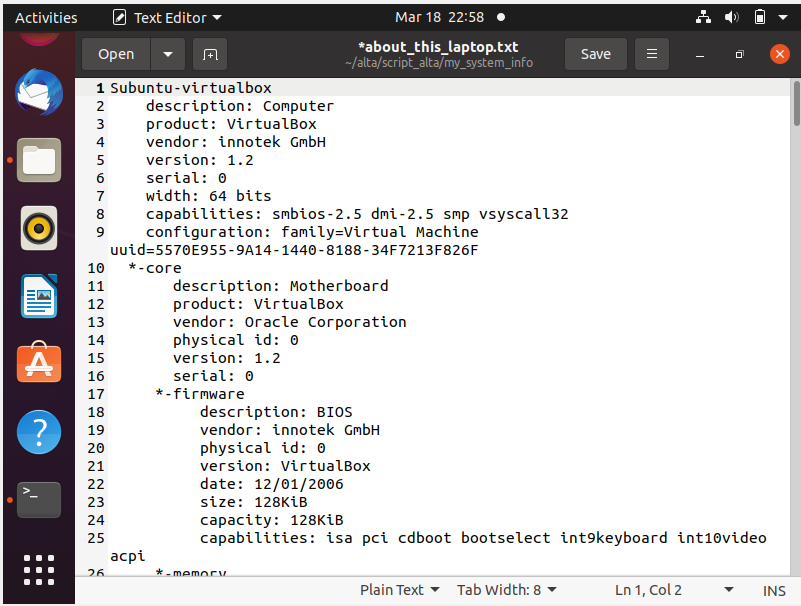 Activities Text Editor Mar 18 22:58
Open *about_this_laptop.txt Save
~/alta/script_alta/my_system_info
1 Subuntu-virtualbox
2 description: Computer
3 product: VirtualBox
4 vendor: innotek GmbH
5 version: 1.2
6 serial: 0
7 width: 64 bits
8 capabilities: smbios-2.5 dmi-2.5 smp vsyscall32
9 configuration: family=Virtual Machine
uuid=5570E955-9A14-1440-8188-34F7213F826F
10 *-core
11 description: Motherboard
12 product: VirtualBox
13 vendor: Oracle Corporation
14 physical id: 0
15 version: 1.2
16 serial: 0
17 *-firmware
18 description: BIOS
19 vendor: innotek GmbH
20 physical id: 0
21 version: VirtualBox
22 date: 12/01/2006
23 size: 128KiB
24 capacity: 128KiB
25 capabilities: isa pci cdboot bootselect int9keyboard int10video
acpi
26 *-memory
Plain Text Tab Width: 8 Ln 1, Col 2 INS